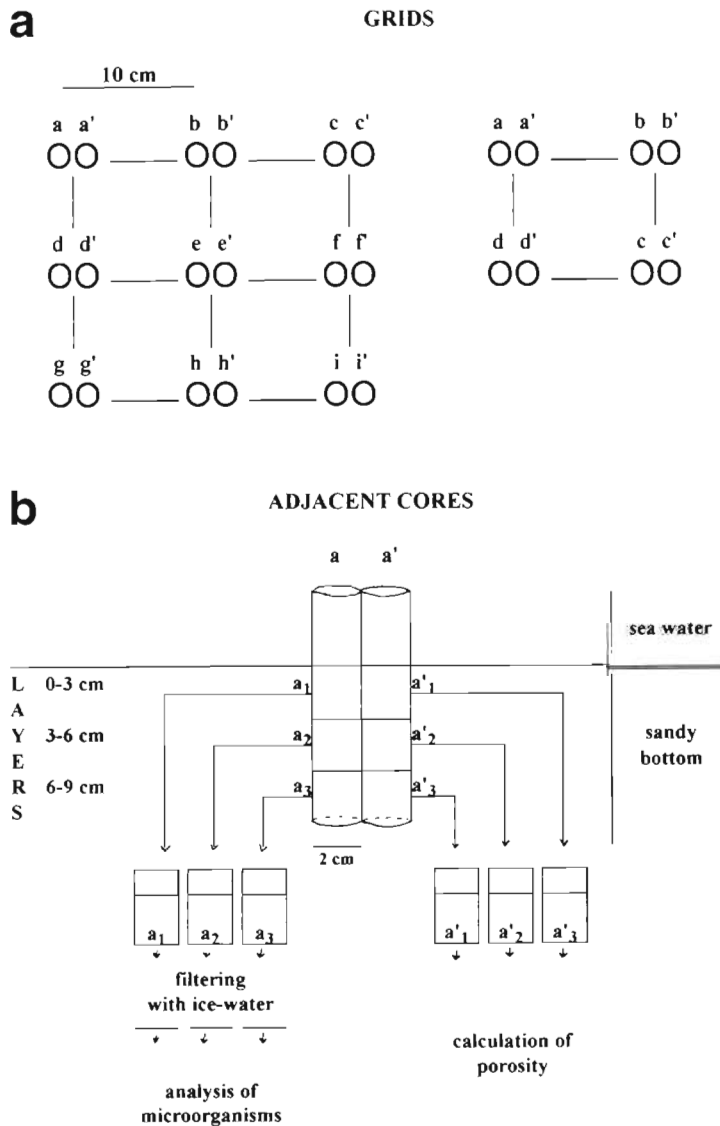 a
GRIDS
10 cm
a a' b b' c c' a a' b b'
d d' e e' f f' d d' c c'
g g' h h' i i'
b
ADJACENT CORES
a a'
sea water
LAYERS
0-3 cm
a1 a'1
3-6 cm
a2 a'2
sandy
bottom
6-9 cm
a3 a'3
2 cm
a1 a2 a3 a'1 a'2 a'3
filtering
with ice-water
calculation of
porosity
analysis of
microorganisms